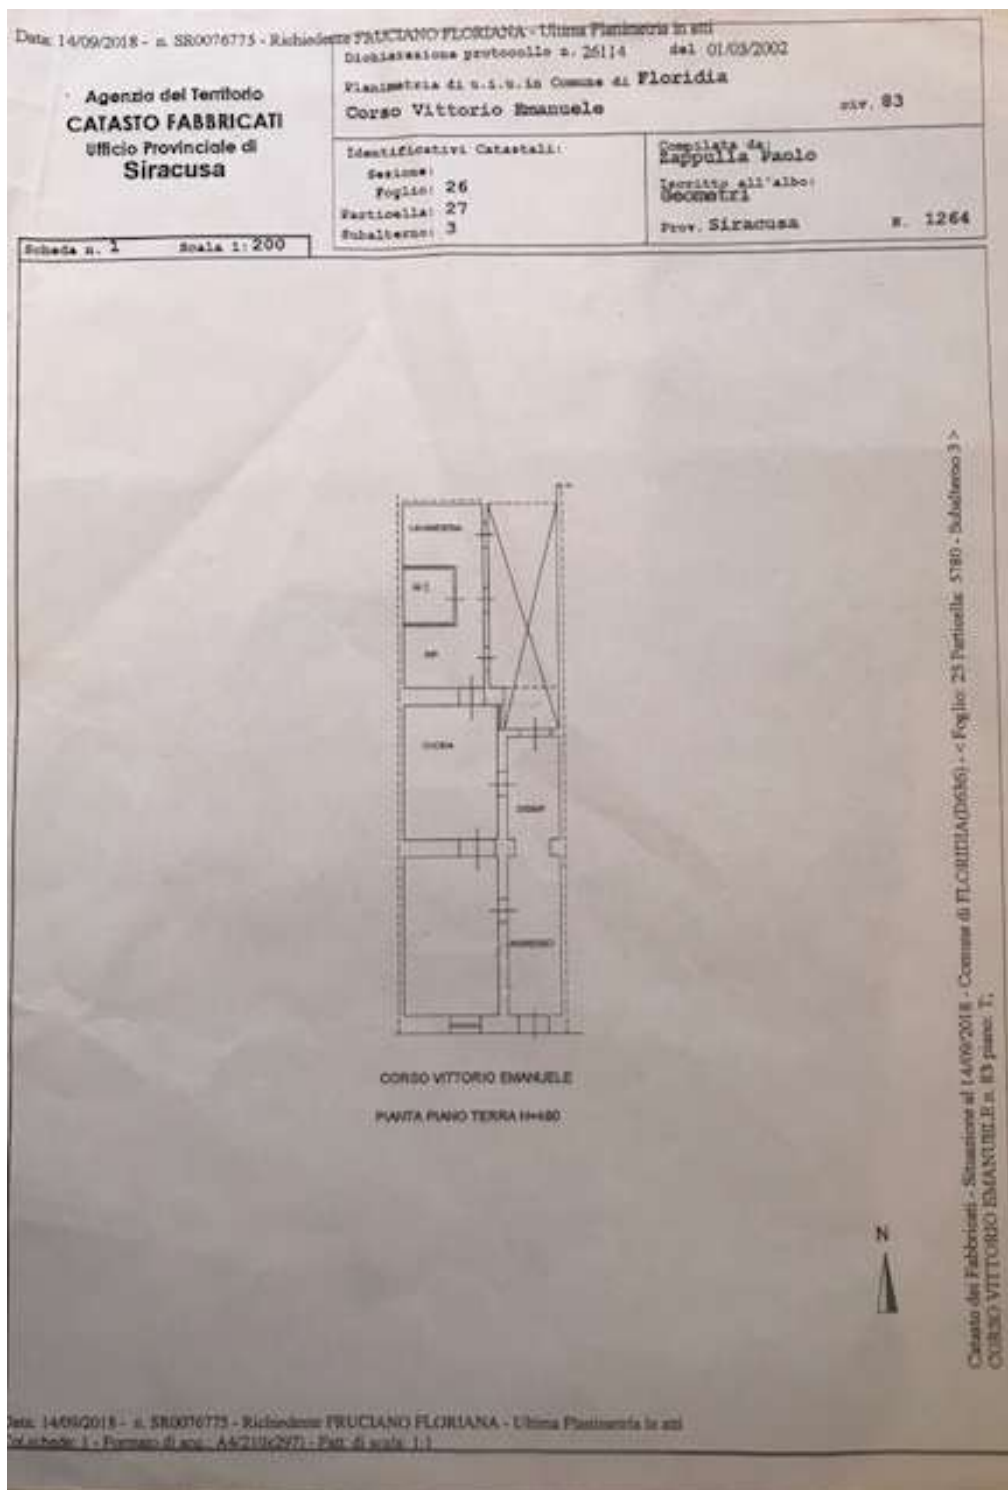 Data: 14/09/2018 - n. SR0076775 - Richiedente FRUCIANO FLORIANA - Ultima Planimetria in atti
Agenzia del Territorio
CATASTO FABBRICATI
Ufficio Provinciale di
Siracusa
Dichiarazione protocollo n. 26114 del 01/03/2002
Planimetria di u.i.u. in Comune di Floridia
Corso Vittorio Emanuele civ. 83
Identificativi Catastali:
Sezione:
Foglio: 26
Particella: 27
Subalterno: 3
Compilata da:
Zappulla Paolo
Iscritto all'albo:
Geometri
Prov. Siracusa N. 1264
Scheda n. 1 Scala 1:200
LAVANDERIA
W.C.
RIP.
CUCINA
DISIMP
INGRESSO
CORSO VITTORIO EMANUELE
PIANTA PIANO TERRA H=480
N
Catasto dei Fabbricati - Situazione al 14/09/2018 - Comune di FLORIDIA(D636) - < Foglio: 25 Particella: 5780 - Subalterno 3 >
CORSO VITTORIO EMANUELE n. 83 piano: T;
Data: 14/09/2018 - n. SR0076775 - Richiedente FRUCIANO FLORIANA - Ultima Planimetria in atti
Tot.schede: 1 - Formato di acq.: A4(210x297) - Fatt. di scala: 1:1